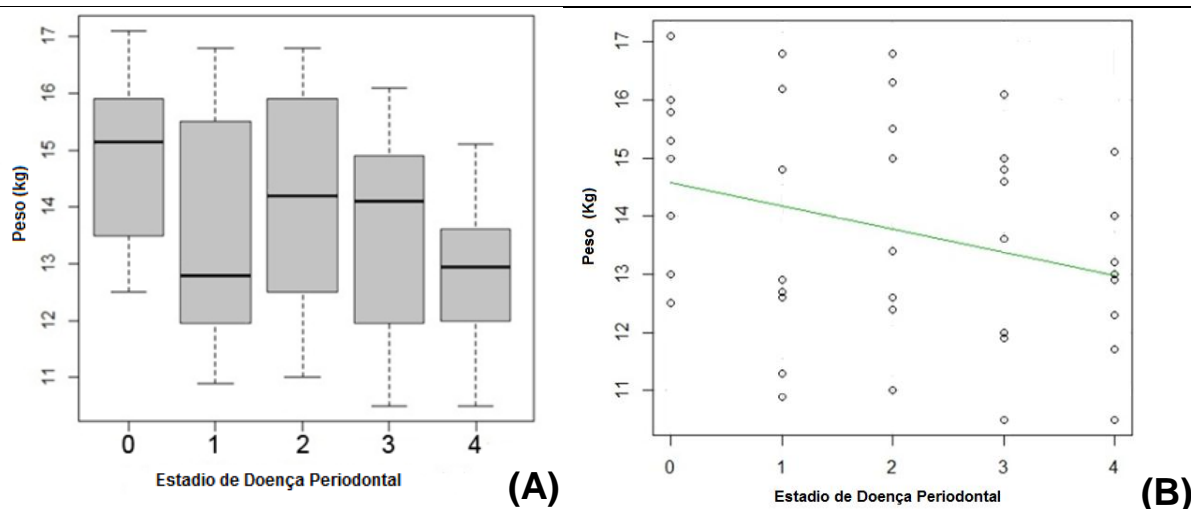 17
16
15
14
13
12
11
Peso (kg)
0 1 2 3 4
Estadio de Doença Periodontal
(A)
17
16
15
14
13
12
11
Peso (Kg)
0 1 2 3 4
Estadio de Doença Periodontal
(B)